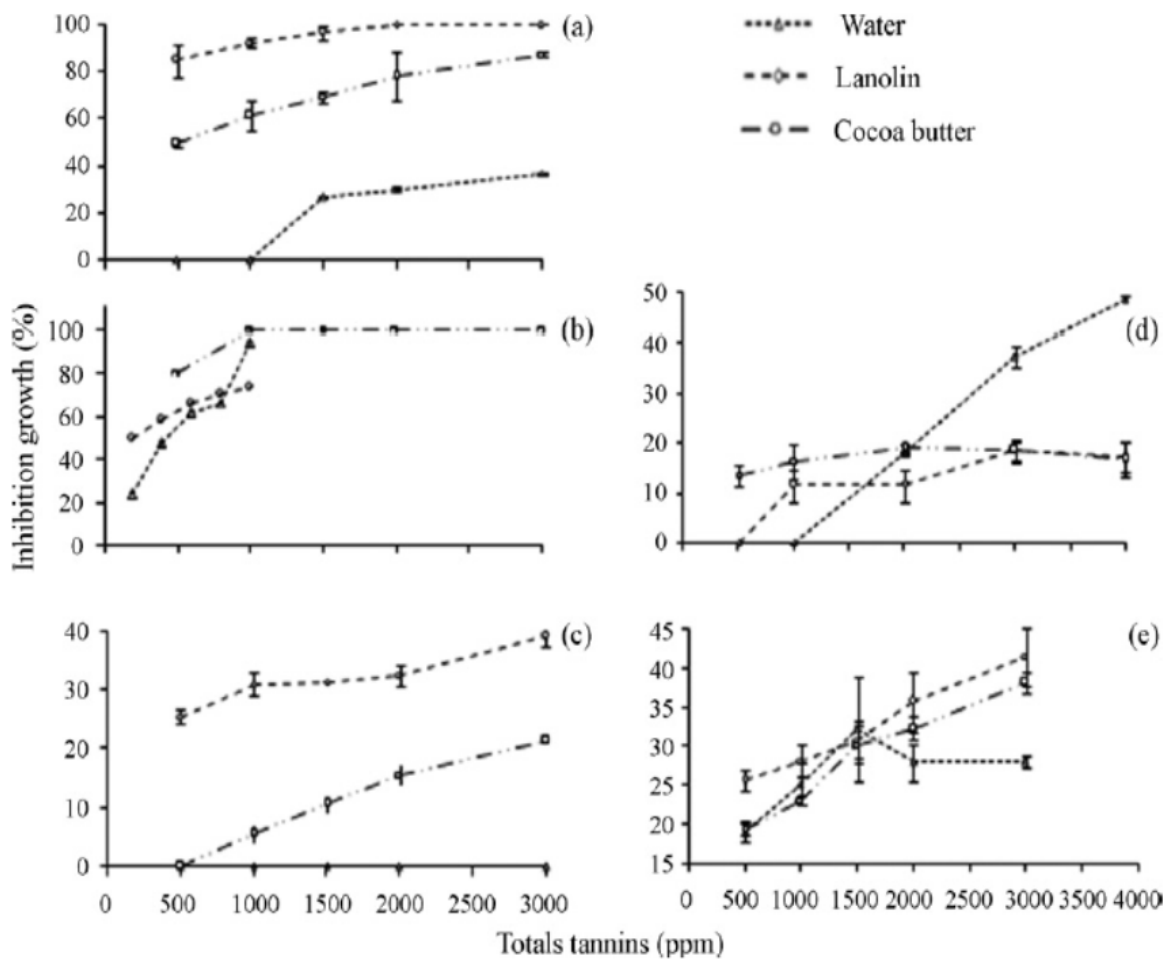 100
80
60
40
20
0
(a)
Water
Lanolin
Cocoa butter
Inhibition growth (%)
100
80
60
40
20
0
(b)
50
40
30
20
10
0
(d)
40
30
20
10
0
(c)
0 500 1000 1500 2000 2500 3000
45
40
35
30
25
20
15
(e)
0 500 1000 1500 2000 2500 3000 3500 4000
Totals tannins (ppm)